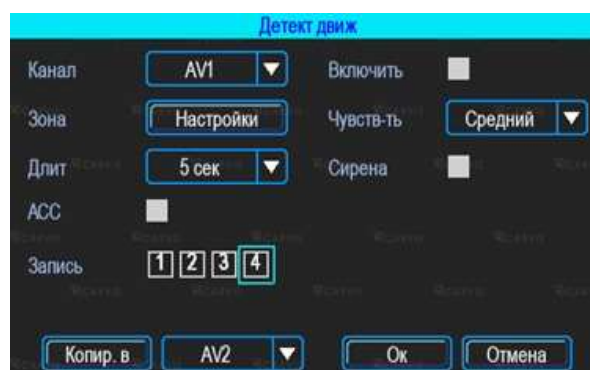 Детект движ
Канал AV1 Включить
Зона Настройки Чувств-ть Средний
Длит 5 сек Сирена
ACC
Запись 1 2 3 4
Копир. в AV2 Ок Отмена